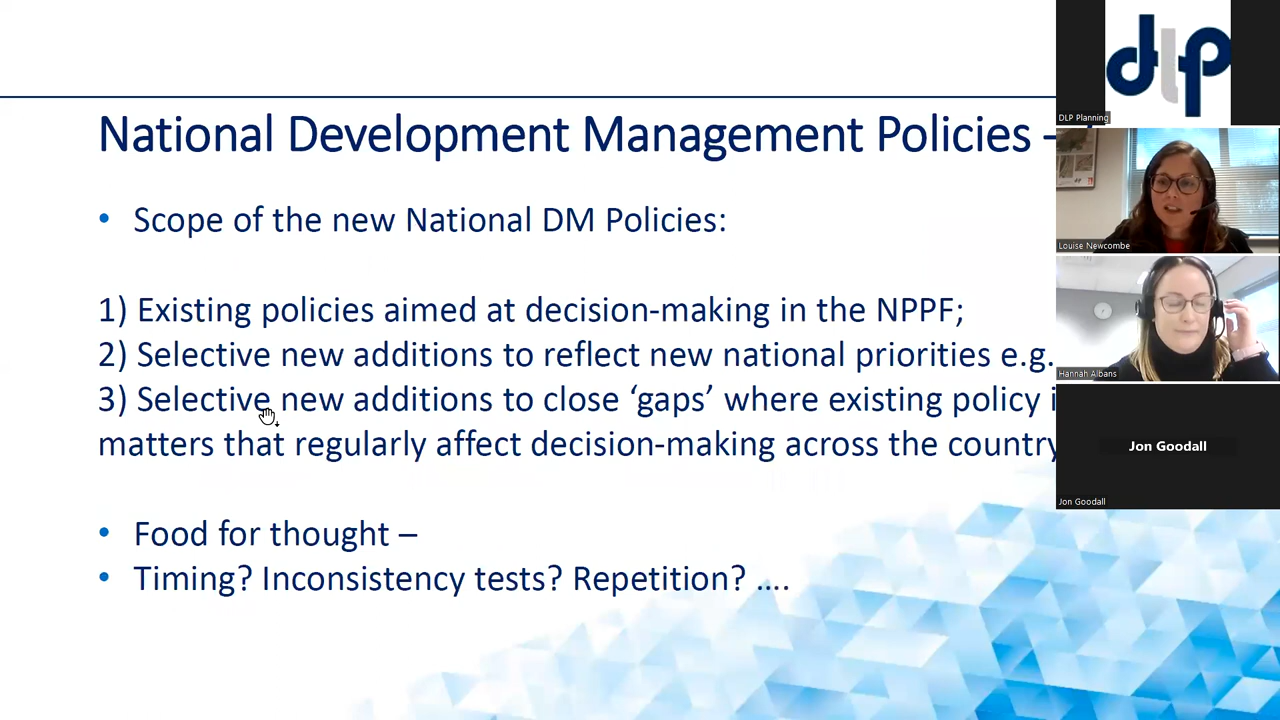 National Development Management Policies –
• Scope of the new National DM Policies:
1) Existing policies aimed at decision-making in the NPPF;
2) Selective new additions to reflect new national priorities e.g.
3) Selective new additions to close ‘gaps’ where existing policy
matters that regularly affect decision-making across the country
• Food for thought –
• Timing? Inconsistency tests? Repetition? ....
dlp
DLP Planning
Louise Newcombe
Hannah Albans
Jon Goodall
Jon Goodall